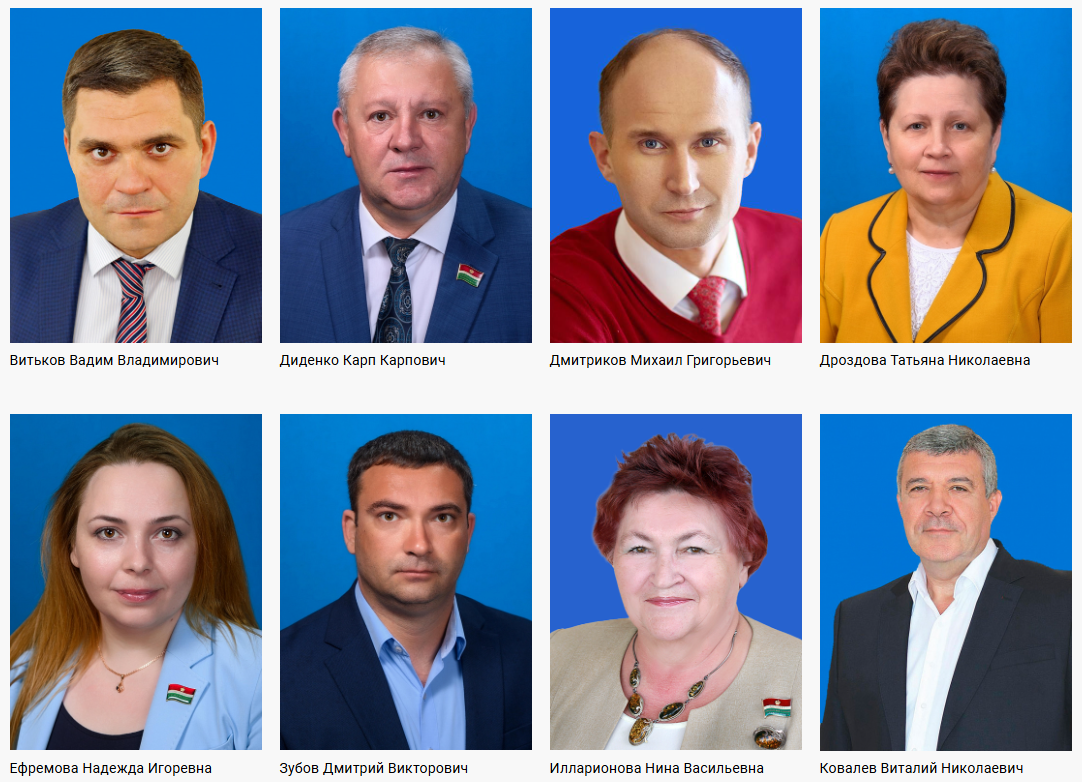 Витьков Вадим Владимирович
Диденко Карп Карпович
Дмитриков Михаил Григорьевич
Дроздова Татьяна Николаевна
Ефремова Надежда Игоревна
Зубов Дмитрий Викторович
Илларионова Нина Васильевна
Ковалев Виталий Николаевич